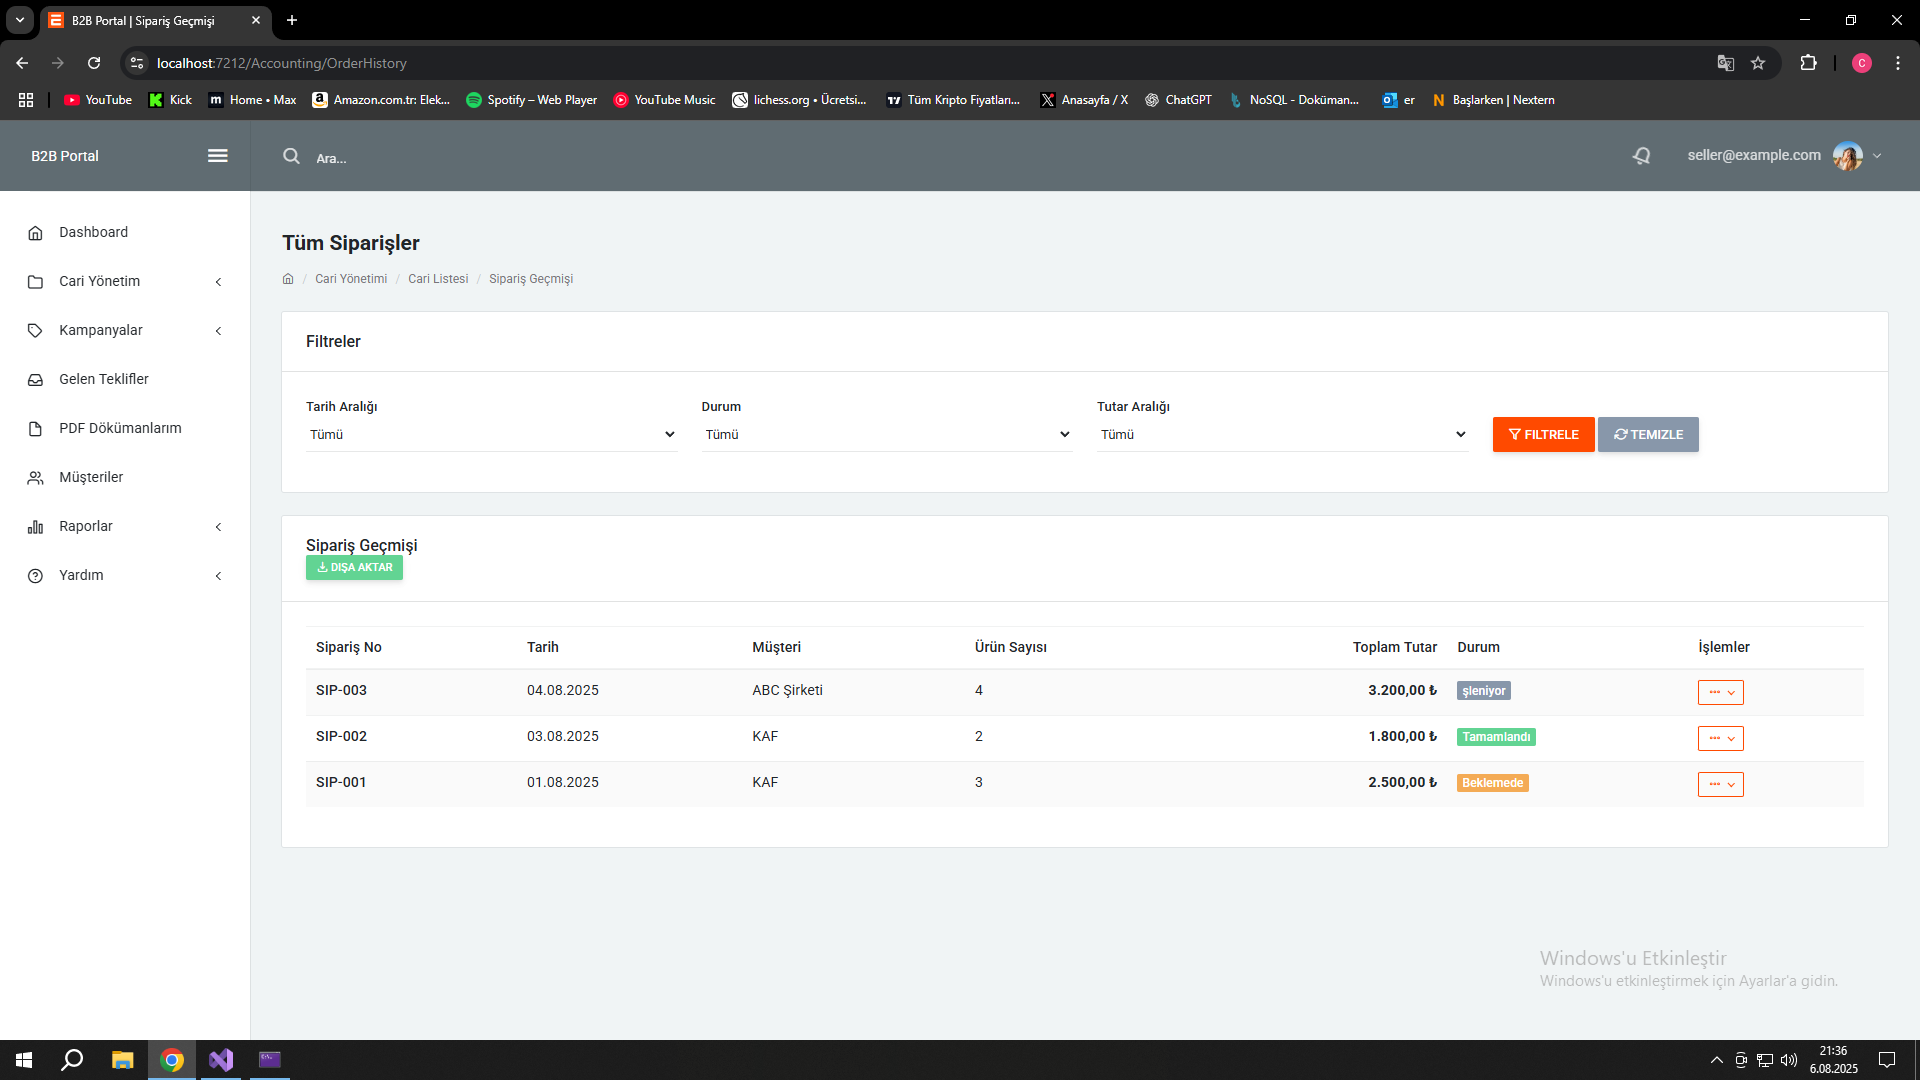 B2B Portal | Sipariş Geçmişi
localhost:7212/Accounting/OrderHistory
C
YouTube
Kick
Home • Max
Amazon.com.tr: Elek...
Spotify – Web Player
YouTube Music
lichess.org • Ücretsi...
Tüm Kripto Fiyatları...
Anasayfa / X
ChatGPT
NoSQL - Doküman...
er
Başlarken | Nextern
B2B Portal
Ara...
seller@example.com
Dashboard
Cari Yönetim
Kampanyalar
Gelen Teklifler
PDF Dökümanlarım
Müşteriler
Raporlar
Yardım
Tüm Siparişler
/ Cari Yönetimi / Cari Listesi / Sipariş Geçmişi
Filtreler
Tarih Aralığı
Tümü
Durum
Tümü
Tutar Aralığı
Tümü
FILTRELE
TEMIZLE
Sipariş Geçmişi
DIŞA AKTAR
Sipariş No Tarih Müşteri Ürün Sayısı Toplam Tutar Durum İşlemler
SIP-003 04.08.2025 ABC Şirketi 4 3.200,00 ₺ şleniyor
SIP-002 03.08.2025 KAF 2 1.800,00 ₺ Tamamlandı
SIP-001 01.08.2025 KAF 3 2.500,00 ₺ Beklemede
Windows'u Etkinleştir
Windows'u etkinleştirmek için Ayarlar'a gidin.
21:36
6.08.2025